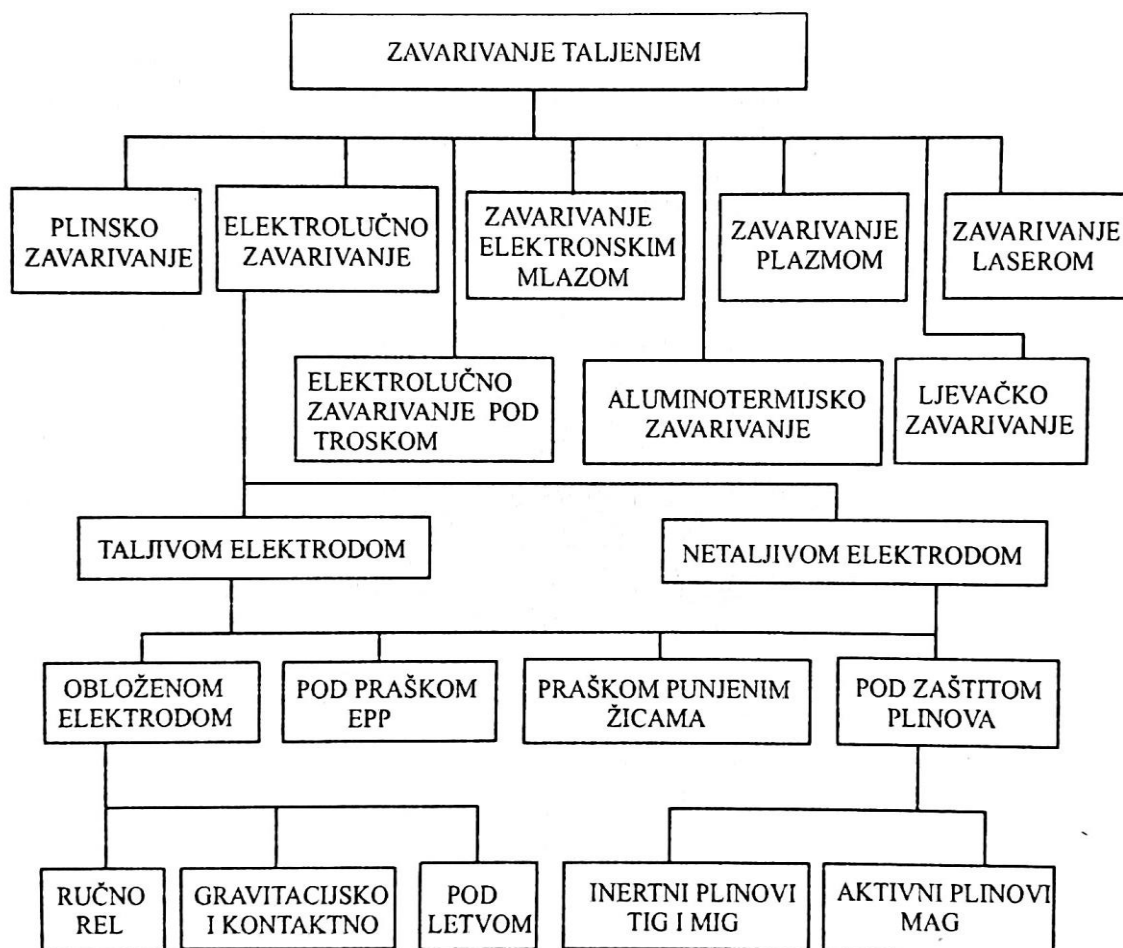 ZAVARIVANJE TALJENJEM
PLINSKO
ZAVARIVANJE
ELEKTROLUČNO
ZAVARIVANJE
ZAVARIVANJE
ELEKTRONSKIM
MLAZOM
ZAVARIVANJE
PLAZMOM
ZAVARIVANJE
LASEROM
ELEKTROLUČNO
ZAVARIVANJE POD
TROSKOM
ALUMINOTERMIJSKO
ZAVARIVANJE
LJEVAČKO
ZAVARIVANJE
TALJIVOM ELEKTRODOM
NETALJIVOM ELEKTRODOM
OBLOŽENOM
ELEKTRODOM
POD PRAŠKOM
EPP
PRAŠKOM PUNJENIM
ŽICAMA
POD ZAŠTITOM
PLINOVA
RUČNO
REL
GRAVITACIJSKO
I KONTAKTNO
POD
LETVOM
INERTNI PLINOVI
TIG I MIG
AKTIVNI PLINOVI
MAG